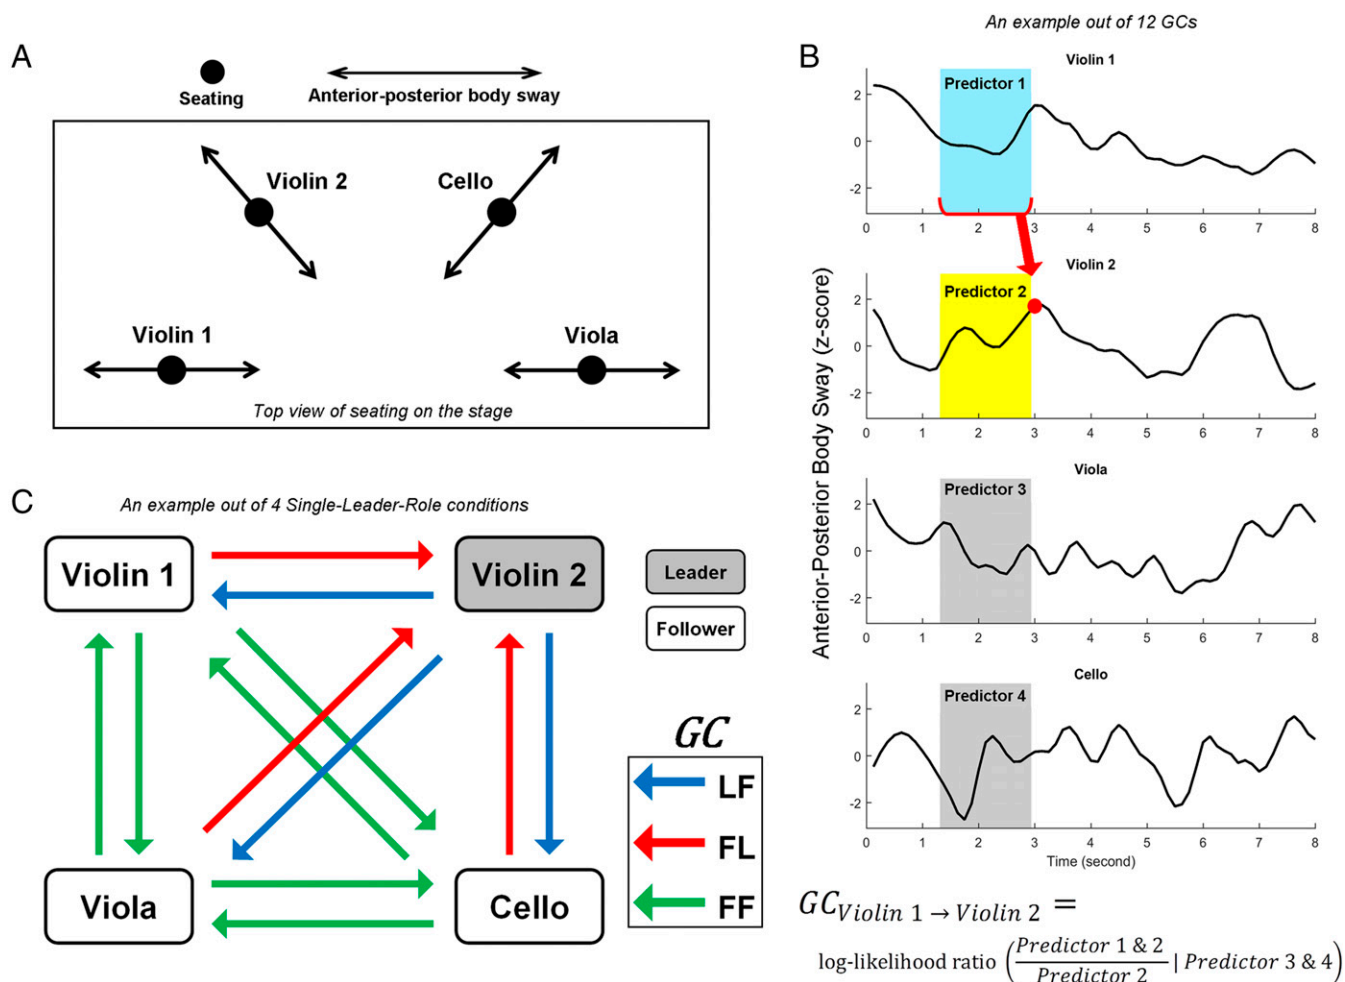 A
Seating
Anterior-posterior body sway
Violin 2
Cello
Violin 1
Viola
Top view of seating on the stage
An example out of 12 GCs
B
Anterior-Posterior Body Sway (z-score)
Violin 1
Predictor 1
2
0
-2
0 1 2 3 4 5 6 7 8
Violin 2
Predictor 2
2
0
-2
0 1 2 3 4 5 6 7 8
Viola
Predictor 3
2
0
-2
0 1 2 3 4 5 6 7 8
Cello
Predictor 4
2
0
-2
0 1 2 3 4 5 6 7 8
Time (second)
GC Violin 1 → Violin 2 =
log-likelihood ratio (Predictor 1 & 2 / Predictor 2 | Predictor 3 & 4)
C
An example out of 4 Single-Leader-Role conditions
Violin 1
Violin 2
Viola
Cello
Leader
Follower
GC
LF
FL
FF